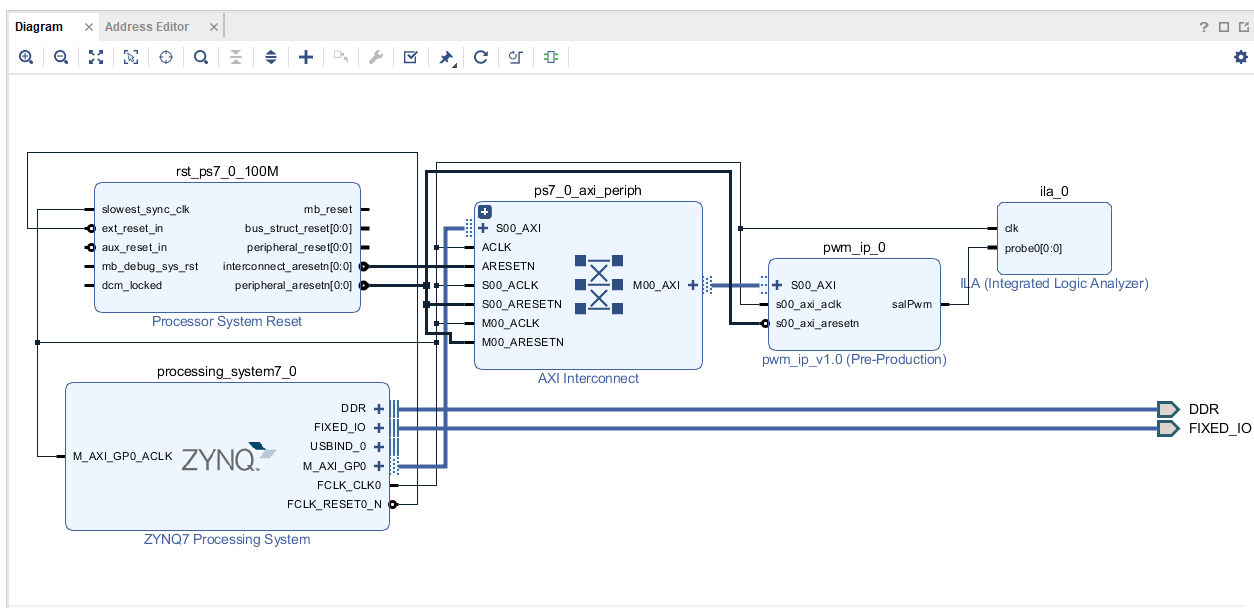 Diagram
Address Editor
rst_ps7_0_100M
slowest_sync_clk
ext_reset_in
aux_reset_in
mb_debug_sys_rst
dcm_locked
mb_reset
bus_struct_reset[0:0]
peripheral_reset[0:0]
interconnect_aresetn[0:0]
peripheral_aresetn[0:0]
Processor System Reset
ps7_0_axi_periph
S00_AXI
ACLK
ARESETN
S00_ACLK
S00_ARESETN
M00_ACLK
M00_ARESETN
M00_AXI
AXI Interconnect
pwm_ip_0
S00_AXI
s00_axi_aclk
s00_axi_aresetn
salPwm
pwm_ip_v1.0 (Pre-Production)
ila_0
clk
probe0[0:0]
ILA (Integrated Logic Analyzer)
processing_system7_0
M_AXI_GP0_ACLK
ZYNQ
DDR
FIXED_IO
USBIND_0
M_AXI_GP0
FCLK_CLK0
FCLK_RESET0_N
ZYNQ7 Processing System
DDR
FIXED_IO